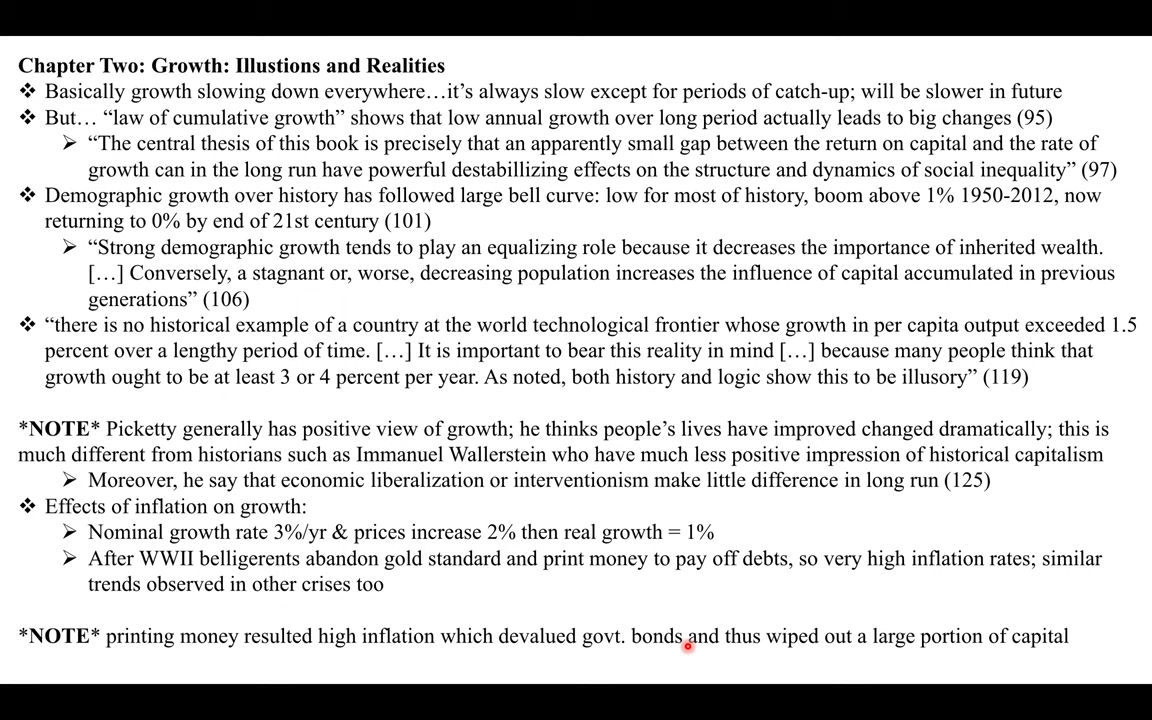 Chapter Two: Growth: Illustions and Realities
❖ Basically growth slowing down everywhere…it’s always slow except for periods of catch-up; will be slower in future
❖ But… “law of cumulative growth” shows that low annual growth over long period actually leads to big changes (95)
➢ “The central thesis of this book is precisely that an apparently small gap between the return on capital and the rate of
growth can in the long run have powerful destabillizing effects on the structure and dynamics of social inequality” (97)
❖ Demographic growth over history has followed large bell curve: low for most of history, boom above 1% 1950-2012, now
returning to 0% by end of 21st century (101)
➢ “Strong demographic growth tends to play an equalizing role because it decreases the importance of inherited wealth.
[…] Conversely, a stagnant or, worse, decreasing population increases the influence of capital accumulated in previous
generations” (106)
❖ “there is no historical example of a country at the world technological frontier whose growth in per capita output exceeded 1.5
percent over a lengthy period of time. […] It is important to bear this reality in mind […] because many people think that
growth ought to be at least 3 or 4 percent per year. As noted, both history and logic show this to be illusory” (119)
*NOTE* Picketty generally has positive view of growth; he thinks people’s lives have improved changed dramatically; this is
much different from historians such as Immanuel Wallerstein who have much less positive impression of historical capitalism
➢ Moreover, he say that economic liberalization or interventionism make little difference in long run (125)
❖ Effects of inflation on growth:
➢ Nominal growth rate 3%/yr & prices increase 2% then real growth = 1%
➢ After WWII belligerents abandon gold standard and print money to pay off debts, so very high inflation rates; similar
trends observed in other crises too
*NOTE* printing money resulted high inflation which devalued govt. bonds and thus wiped out a large portion of capital